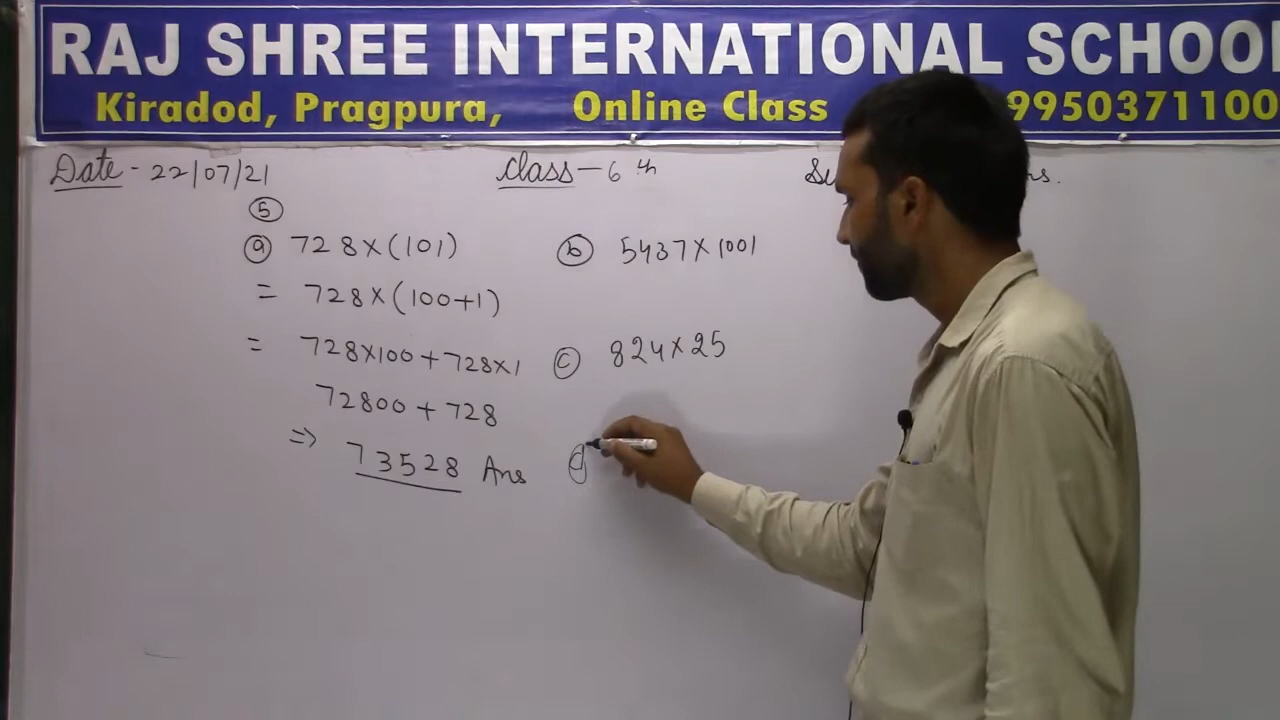 RAJ SHREE INTERNATIONAL SCHOO
Kiradod, Pragpura, Online Class 9950371100
Date - 22/07/21 Class - 6 th
5
a 728 × (101)
= 728 × (100+1)
= 728×100 + 728×1
72800 + 728
=> 73528 Ans
b 5437 × 1001
c 824 × 25
d